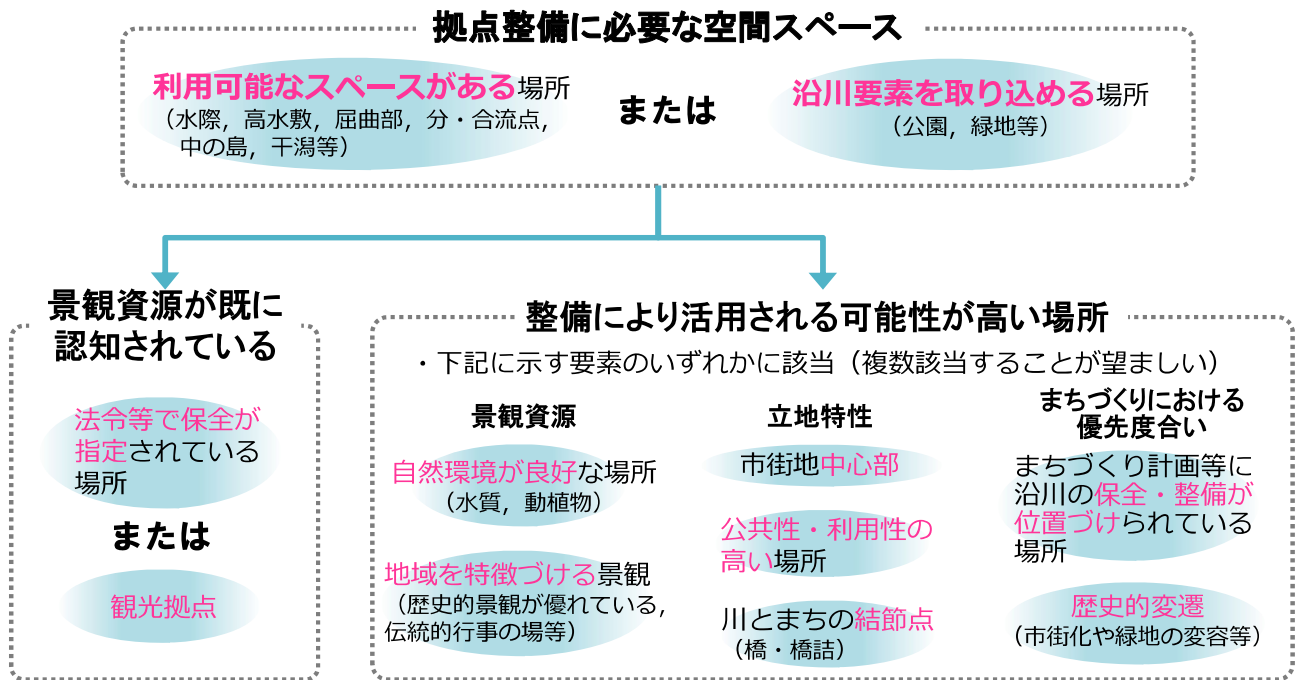 拠点整備に必要な空間スペース
利用可能なスペースがある場所
（水際，高水敷，屈曲部，分・合流点，
中の島，干潟等）
または
沿川要素を取り込める場所
（公園，緑地等）
景観資源が既に
認知されている
法令等で保全が
指定されている
場所
または
観光拠点
整備により活用される可能性が高い場所
・下記に示す要素のいずれかに該当（複数該当することが望ましい）
景観資源
自然環境が良好な場所
（水質，動植物）
地域を特徴づける景観
（歴史的景観が優れている，
伝統的行事の場等）
立地特性
市街地中心部
公共性・利用性の
高い場所
川とまちの結節点
（橋・橋詰）
まちづくりにおける
優先度合い
まちづくり計画等に
沿川の保全・整備が
位置づけられている
場所
歴史的変遷
（市街化や緑地の変容等）